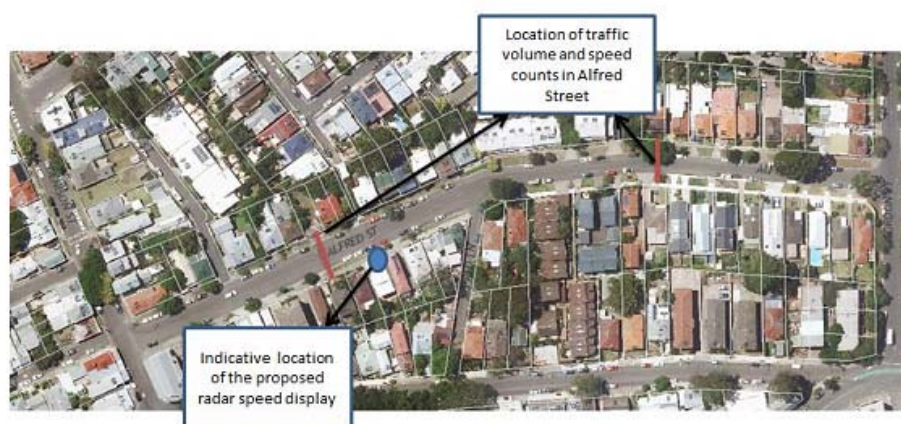 Location of traffic
volume and speed
counts in Alfred
Street
ALFRED ST
Indicative location
of the proposed
radar speed display